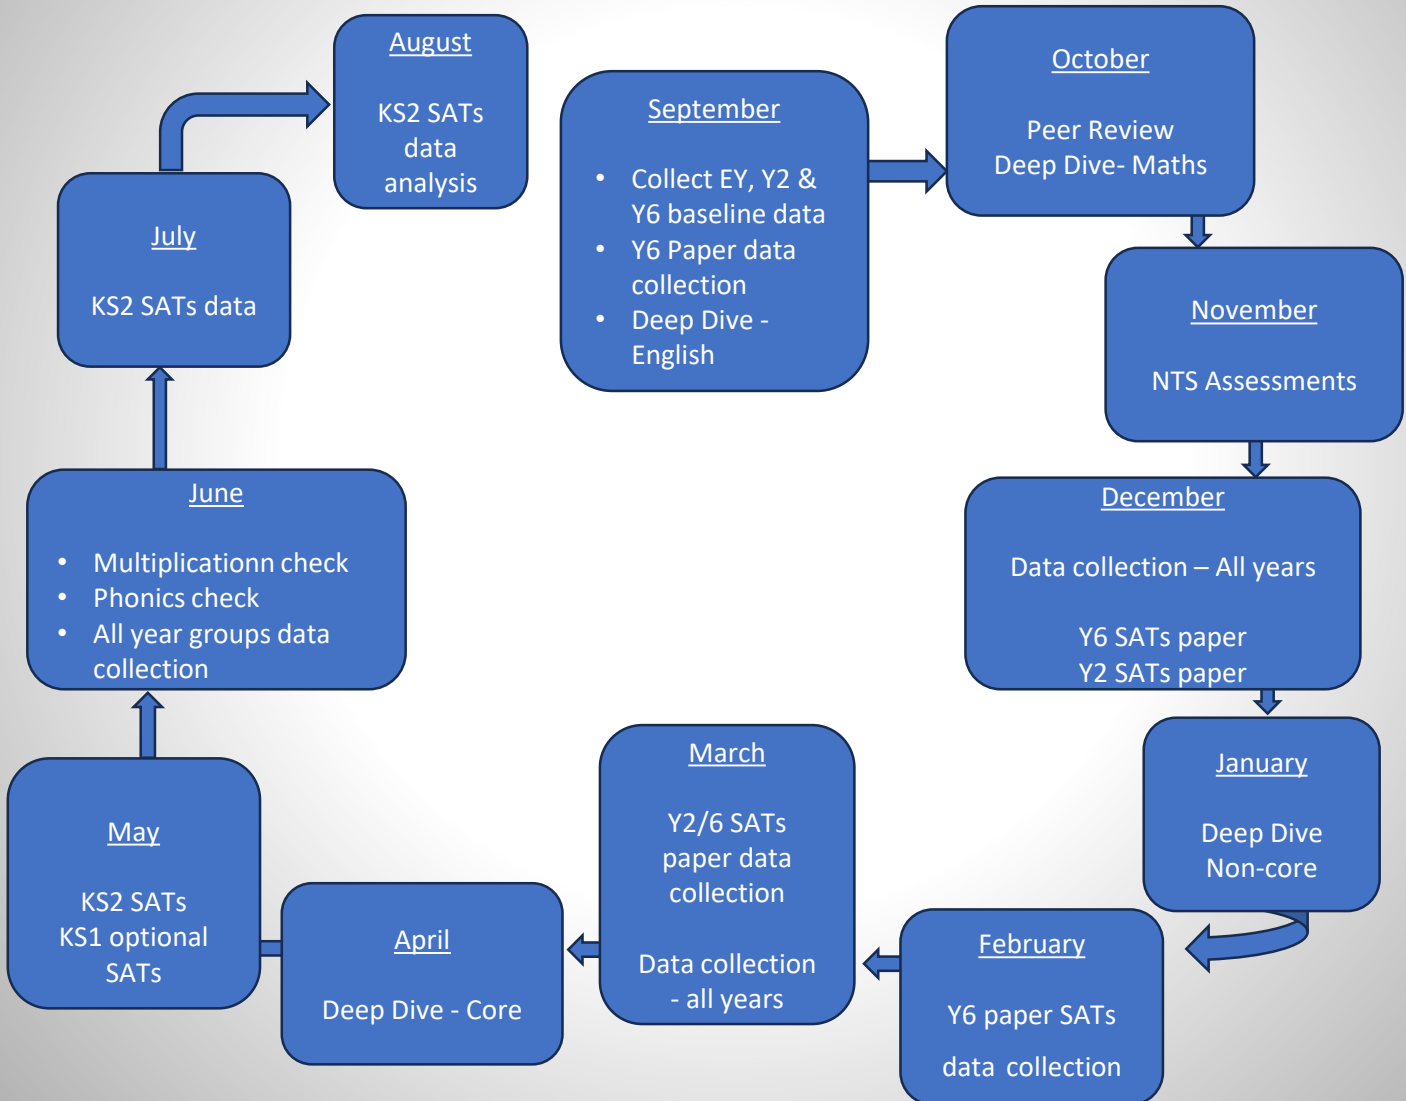 September
• Collect EY, Y2 &
Y6 baseline data
• Y6 Paper data
collection
• Deep Dive -
English
October
Peer Review
Deep Dive- Maths
November
NTS Assessments
December
Data collection – All years
Y6 SATs paper
Y2 SATs paper
January
Deep Dive
Non-core
February
Y6 paper SATs
data collection
March
Y2/6 SATs
paper data
collection
Data collection
- all years
April
Deep Dive - Core
May
KS2 SATs
KS1 optional
SATs
June
• Multiplicationn check
• Phonics check
• All year groups data
collection
July
KS2 SATs data
August
KS2 SATs
data
analysis